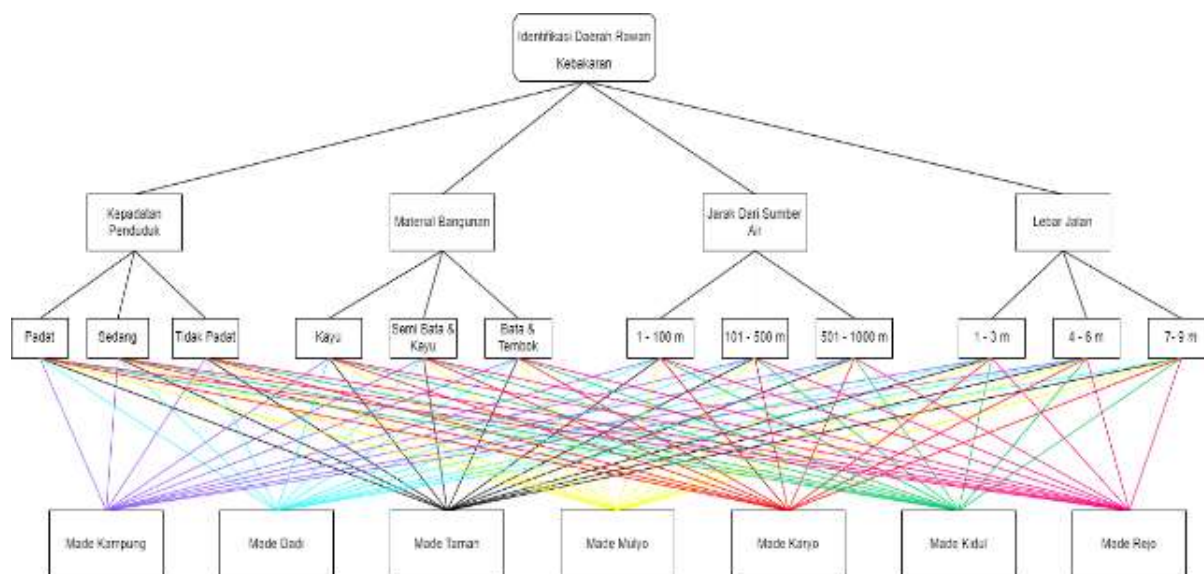 Identifikasi Daerah Rawan
Kebakaran
Kepadatan
Penduduk
Material Bangunan
Jarak Dari Sumber
Air
Lebar Jalan
Padat
Sedang
Tidak Padat
Kayu
Semi Bata &
Kayu
Bata &
Tembok
1 - 100 m
101 - 500 m
501 - 1000 m
1 - 3 m
4 - 6 m
7- 9 m
Made Kampung
Made Dadi
Made Taman
Made Mulyo
Made Karyo
Made Kidul
Made Rejo